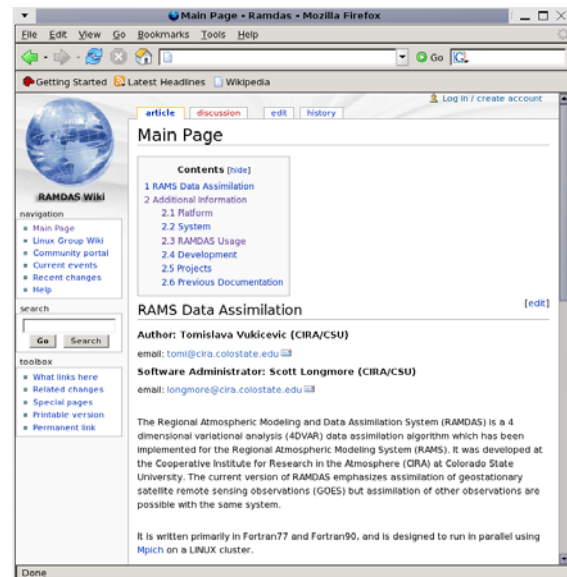 Main Page - Ramdas - Mozilla Firefox
File Edit View Go Bookmarks Tools Help
Go G
Getting Started Latest Headlines Wikipedia
Log in / create account
article discussion edit history
Main Page
Contents [hide]
1 RAMS Data Assimilation
2 Additional Information
2.1 Platform
2.2 System
2.3 RAMDAS Usage
2.4 Development
2.5 Projects
2.6 Previous Documentation
RAMDAS Wiki
navigation
Main Page
Linux Group Wiki
Community portal
Current events
Recent changes
Help
search
Go Search
toolbox
What links here
Related changes
Special pages
Printable version
Permanent link
[edit]
RAMS Data Assimilation
Author: Tomislava Vukicevic (CIRA/CSU)
email: tomi@cira.colostate.edu
Software Administrator: Scott Longmore (CIRA/CSU)
email: longmore@cira.colostate.edu
The Regional Atmospheric Modeling and Data Assimilation System (RAMDAS) is a 4
dimensional variational analysis (4DVAR) data assimilation algorithm which has been
implemented for the Regional Atmospheric Modeling System (RAMS). It was developed at
the Cooperative Institute for Research in the Atmosphere (CIRA) at Colorado State
University. The current version of RAMDAS emphasizes assimilation of geostationary
satellite remote sensing observations (GOES) but assimilation of other observations are
possible with the same system.
It is written primarily in Fortran77 and Fortran90, and is designed to run in parallel using
Mpich on a LINUX cluster.
Done